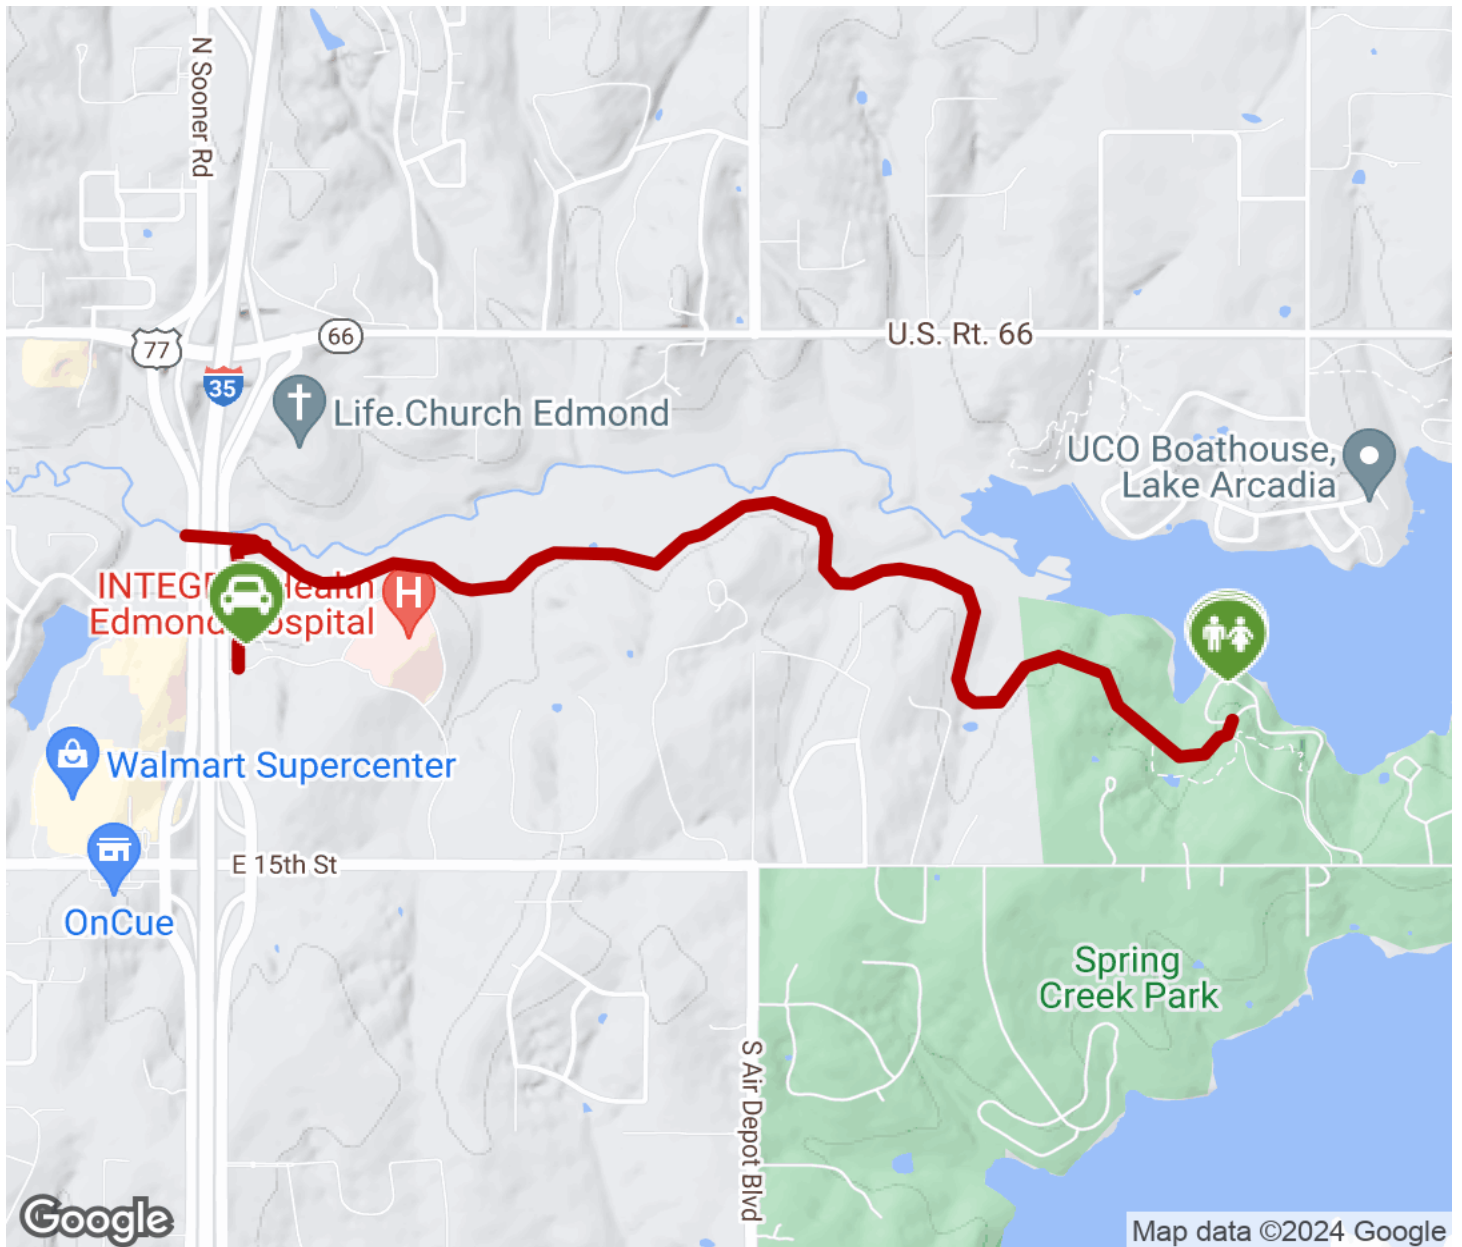 N Sooner Rd
77
66
U.S. Rt. 66
35
Life.Church Edmond
UCO Boathouse,
Lake Arcadia
H
Edmond
Walmart Supercenter
E 15th St
OnCue
Spring
Creek Park
S Air Depot Blvd
Google
Map data ©2024 Google